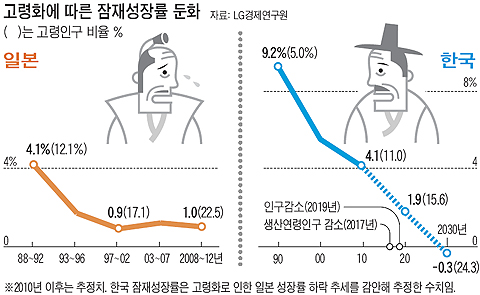 고령화에 따른 잠재성장률 둔화 자료: LG경제연구원
( )는 고령인구 비율 %
일본
4.1%(12.1%)
4%
0.9(17.1)
1.0(22.5)
0
88~92 93~96 97~02 03~07 2008~12년
한국
9.2%(5.0%)
8%
4.1(11.0)
4
1.9(15.6)
인구감소(2019년)
생산연령인구 감소(2017년)
2030년
0
-0.3(24.3)
90 00 10 20
※2010년 이후는 추정치. 한국 잠재성장률은 고령화로 인한 일본 성장률 하락 추세를 감안해 추정한 수치임.